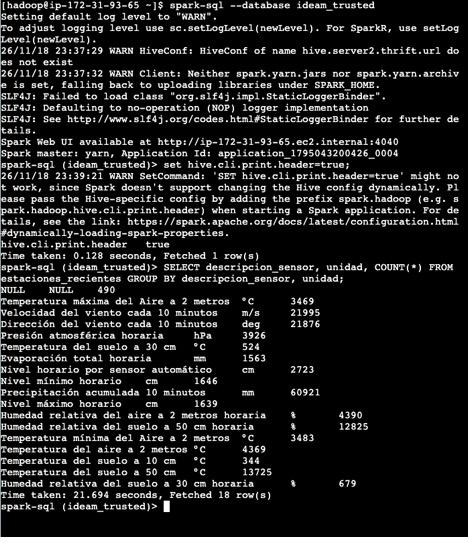 [hadoop@ip-172-31-93-65 ~]$ spark-sql --database ideam_trusted
Setting default log level to "WARN".
To adjust logging level use sc.setLogLevel(newLevel). For SparkR, use setLog
Level(newLevel).
26/11/18 23:37:29 WARN HiveConf: HiveConf of name hive.server2.thrift.url do
es not exist
26/11/18 23:37:32 WARN Client: Neither spark.yarn.jars nor spark.yarn.archiv
e is set, falling back to uploading libraries under SPARK_HOME.
SLF4J: Failed to load class "org.slf4j.impl.StaticLoggerBinder".
SLF4J: Defaulting to no-operation (NOP) logger implementation
SLF4J: See http://www.slf4j.org/codes.html#StaticLoggerBinder for further de
tails.
Spark Web UI available at http://ip-172-31-93-65.ec2.internal:4040
Spark master: yarn, Application Id: application_1795043200426_0004
spark-sql (ideam_trusted)> set hive.cli.print.header=true;
26/11/18 23:39:21 WARN SetCommand: 'SET hive.cli.print.header=true' might no
t work, since Spark doesn't support changing the Hive config dynamically. Pl
ease pass the Hive-specific config by adding the prefix spark.hadoop (e.g. s
park.hadoop.hive.cli.print.header) when starting a Spark application. For de
tails, see the link: https://spark.apache.org/docs/latest/configuration.html
#dynamically-loading-spark-properties.
hive.cli.print.header true
Time taken: 0.128 seconds, Fetched 1 row(s)
spark-sql (ideam_trusted)> SELECT descripcion_sensor, unidad, COUNT(*) FROM
estaciones_recientes GROUP BY descripcion_sensor, unidad;
NULL NULL 490
Temperatura máxima del Aire a 2 metros °C 3469
Velocidad del viento cada 10 minutos m/s 21995
Dirección del viento cada 10 minutos deg 21876
Presión atmosférica horaria hPa 3926
Temperatura del suelo a 30 cm °C 524
Evaporación total horaria mm 1563
Nivel horario por sensor automático cm 2723
Nivel mínimo horario cm 1646
Precipitación acumulada 10 minutos mm 60921
Nivel máximo horario cm 1639
Humedad relativa del aire a 2 metros horaria % 4390
Humedad relativa del suelo a 50 cm horaria % 12825
Temperatura mínima del Aire a 2 metros °C 3483
Temperatura del aire a 2 metros °C 4369
Temperatura del suelo a 10 cm °C 344
Temperatura del suelo a 50 cm °C 13725
Humedad relativa del suelo a 30 cm horaria % 679
Time taken: 21.694 seconds, Fetched 18 row(s)
spark-sql (ideam_trusted)>